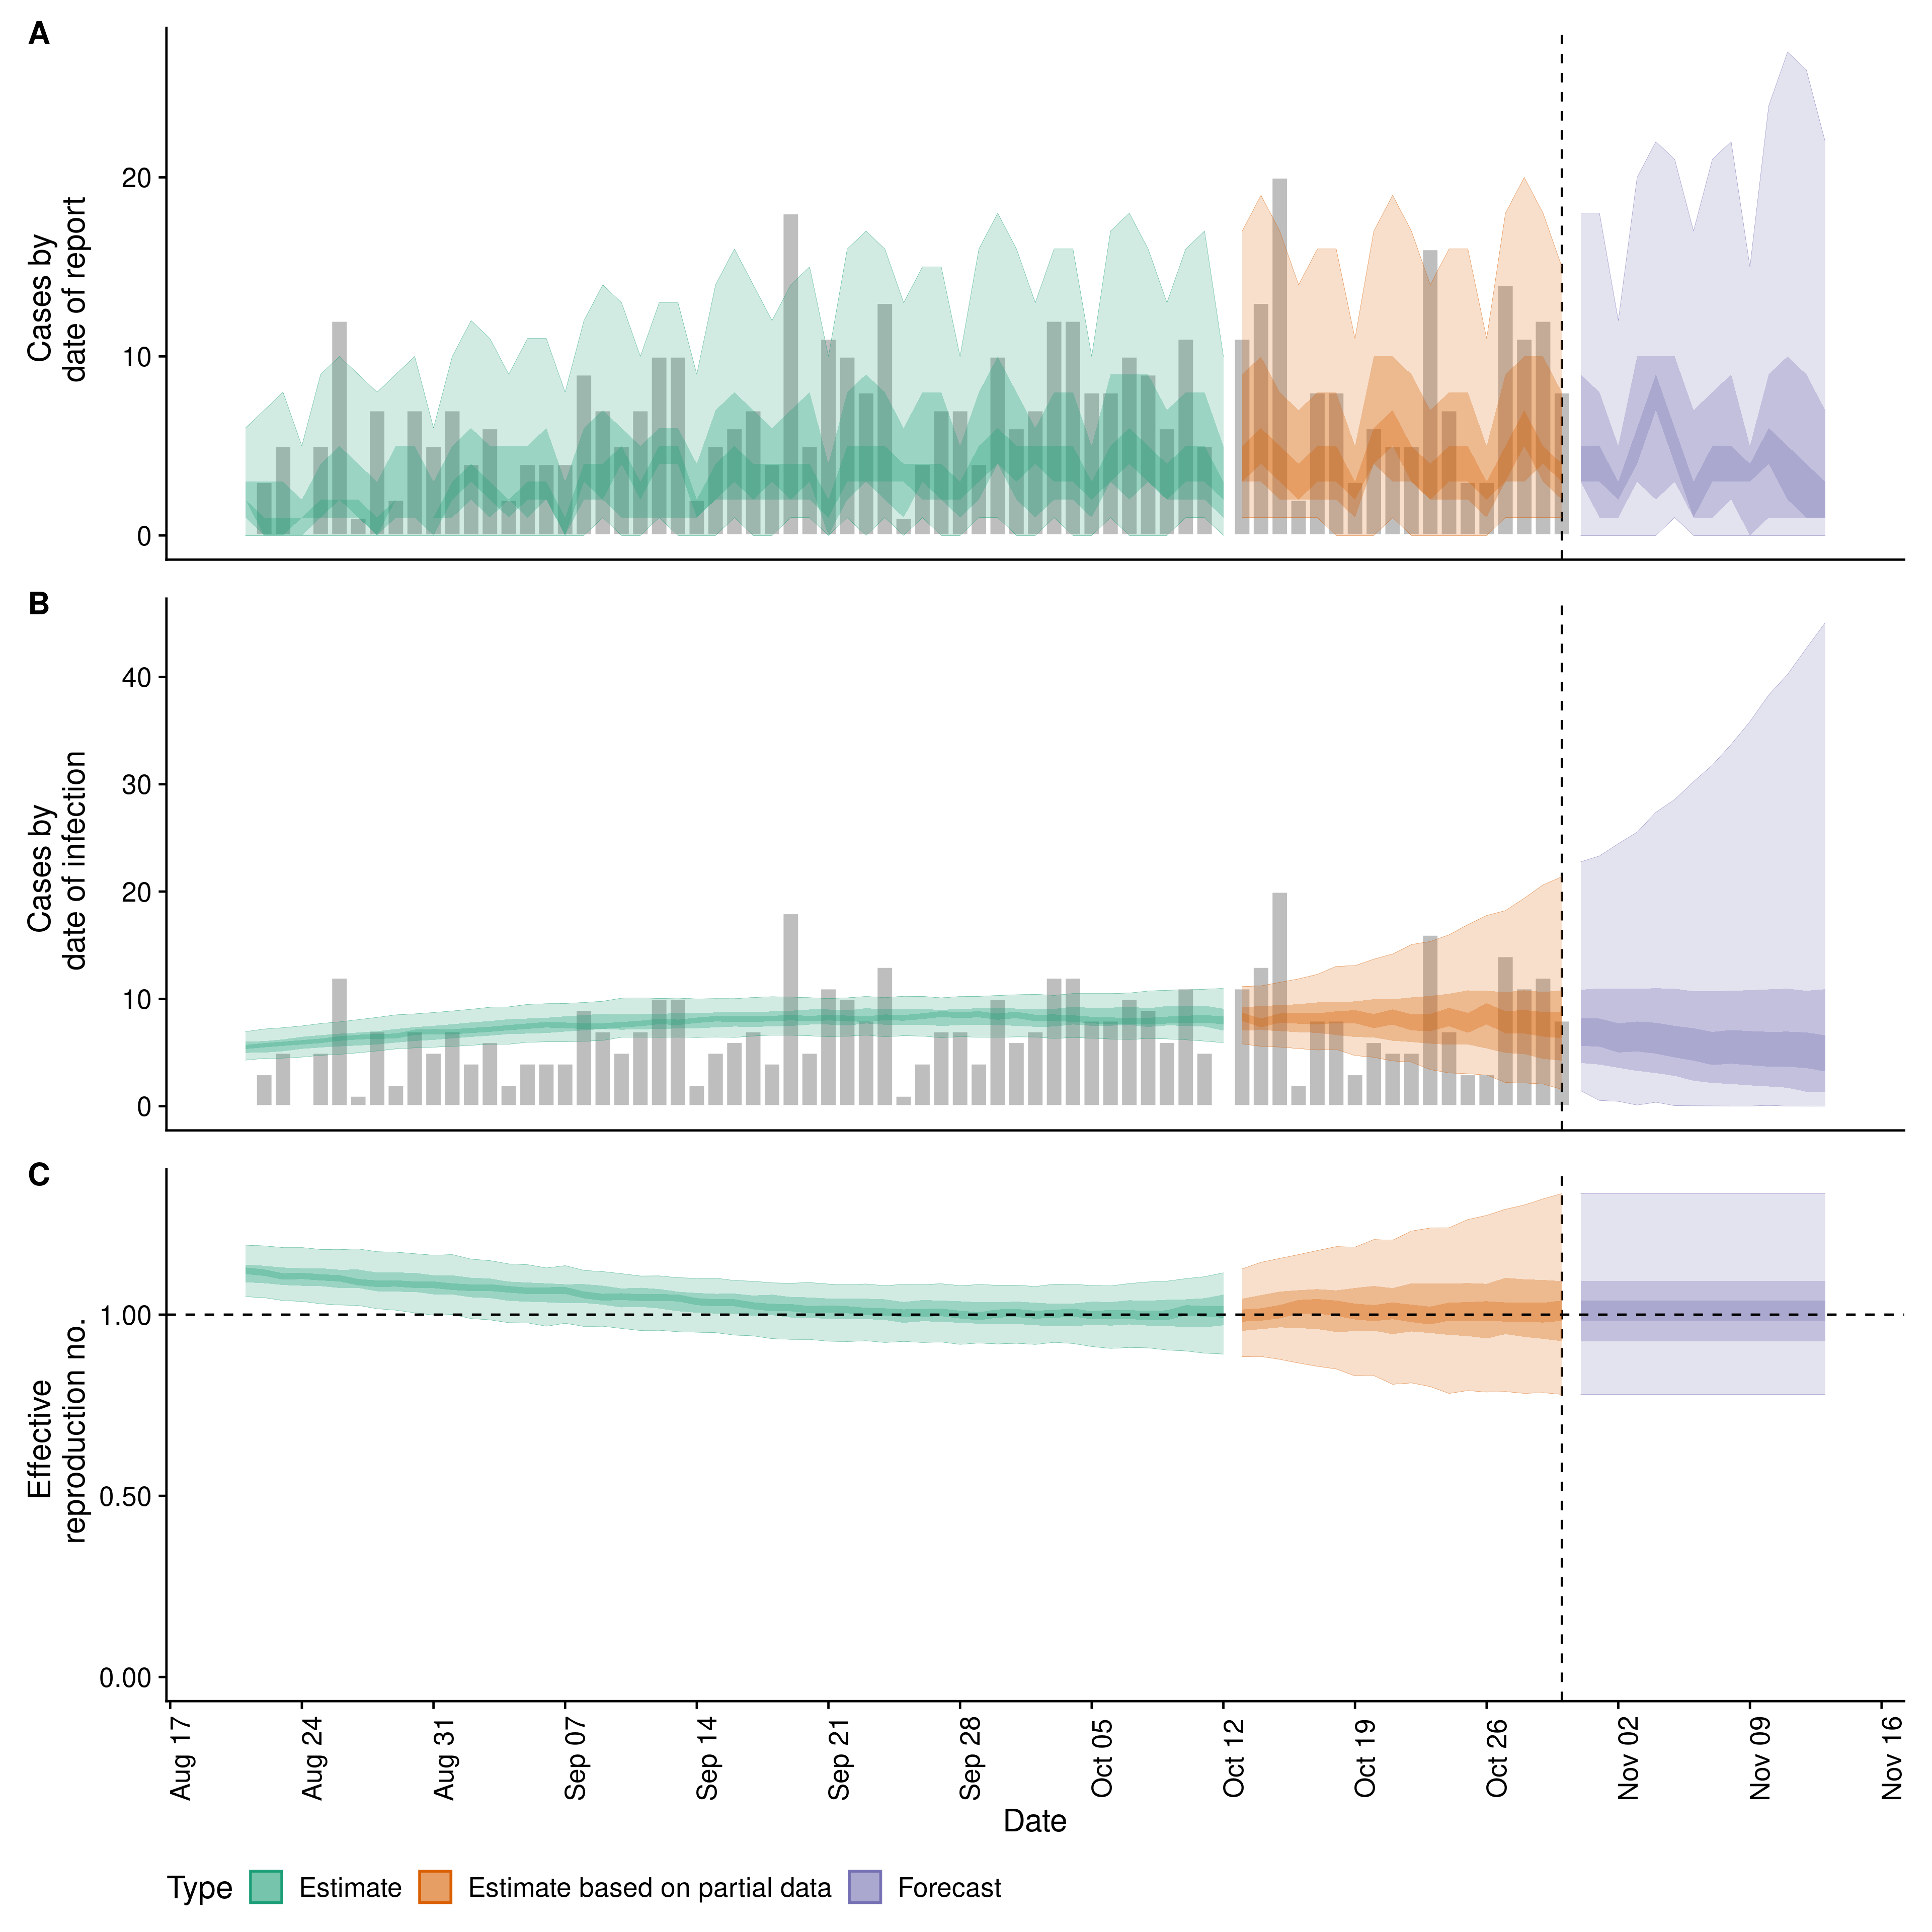 A
Cases by
date of report
20
10
0
B
Cases by
date of infection
40
30
20
10
0
C
Effective
reproduction no.
1.00
0.50
0.00
Aug 17
Aug 24
Aug 31
Sep 07
Sep 14
Sep 21
Sep 28
Oct 05
Oct 12
Oct 19
Oct 26
Nov 02
Nov 09
Nov 16
Date
Type Estimate Estimate based on partial data Forecast